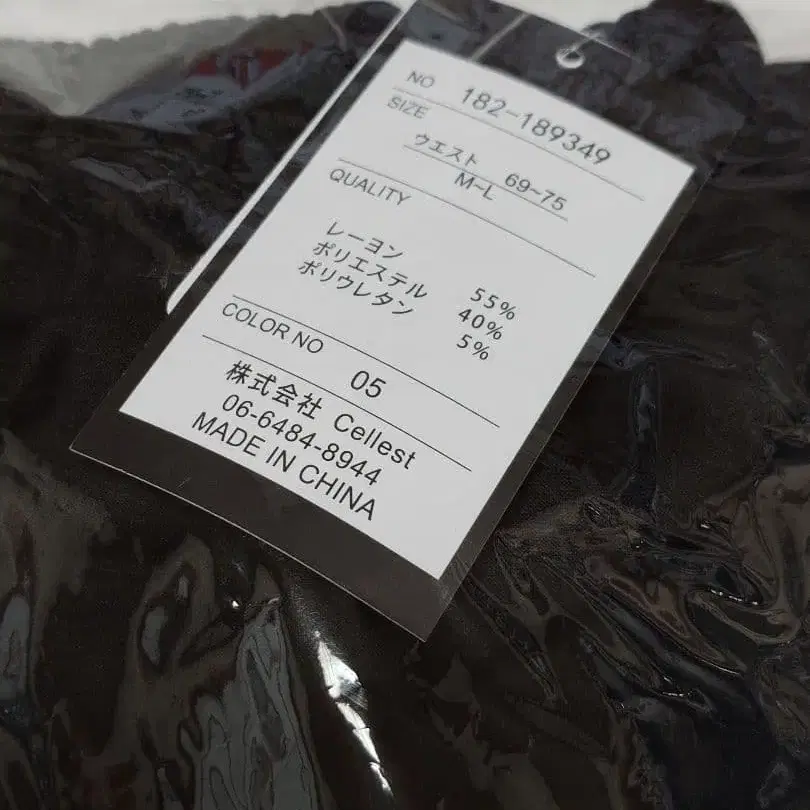 NO 182-189349
SIZE
ウエスト 69~75
M~L
QUALITY
レーヨン 55%
ポリエステル 40%
ポリウレタン 5%
COLOR NO 05
株式会社 Cellest
06-6484-8944
MADE IN CHINA